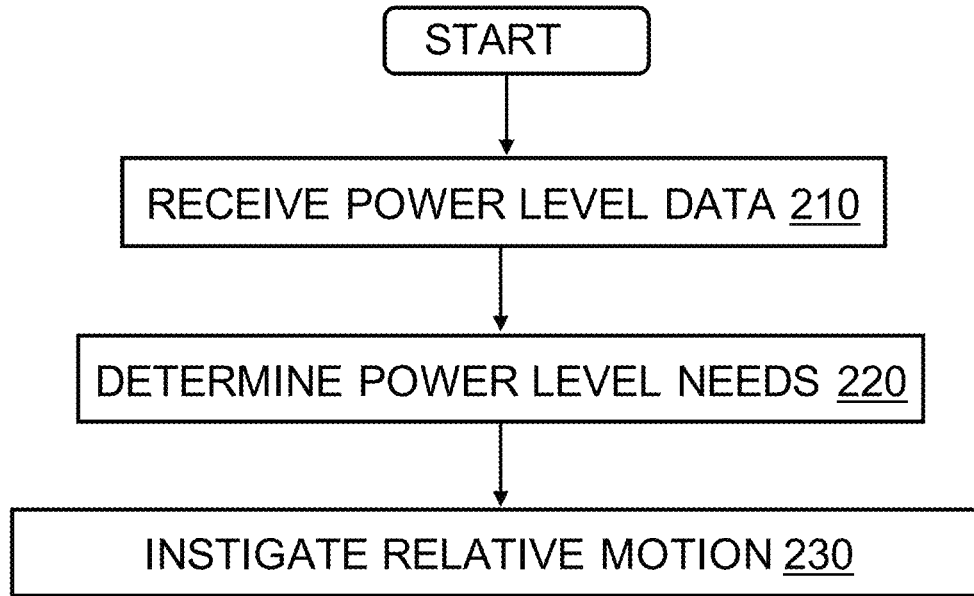 START
RECEIVE POWER LEVEL DATA 210
DETERMINE POWER LEVEL NEEDS 220
INSTIGATE RELATIVE MOTION 230